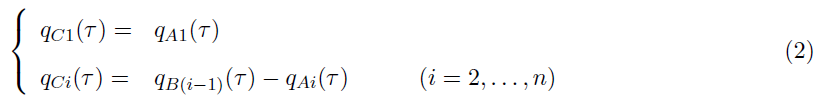 q_{C1}(τ) = q_{A1}(τ)
q_{Ci}(τ) = q_{B(i−1)}(τ) − q_{Ai}(τ) (i = 2, . . . , n) (2)